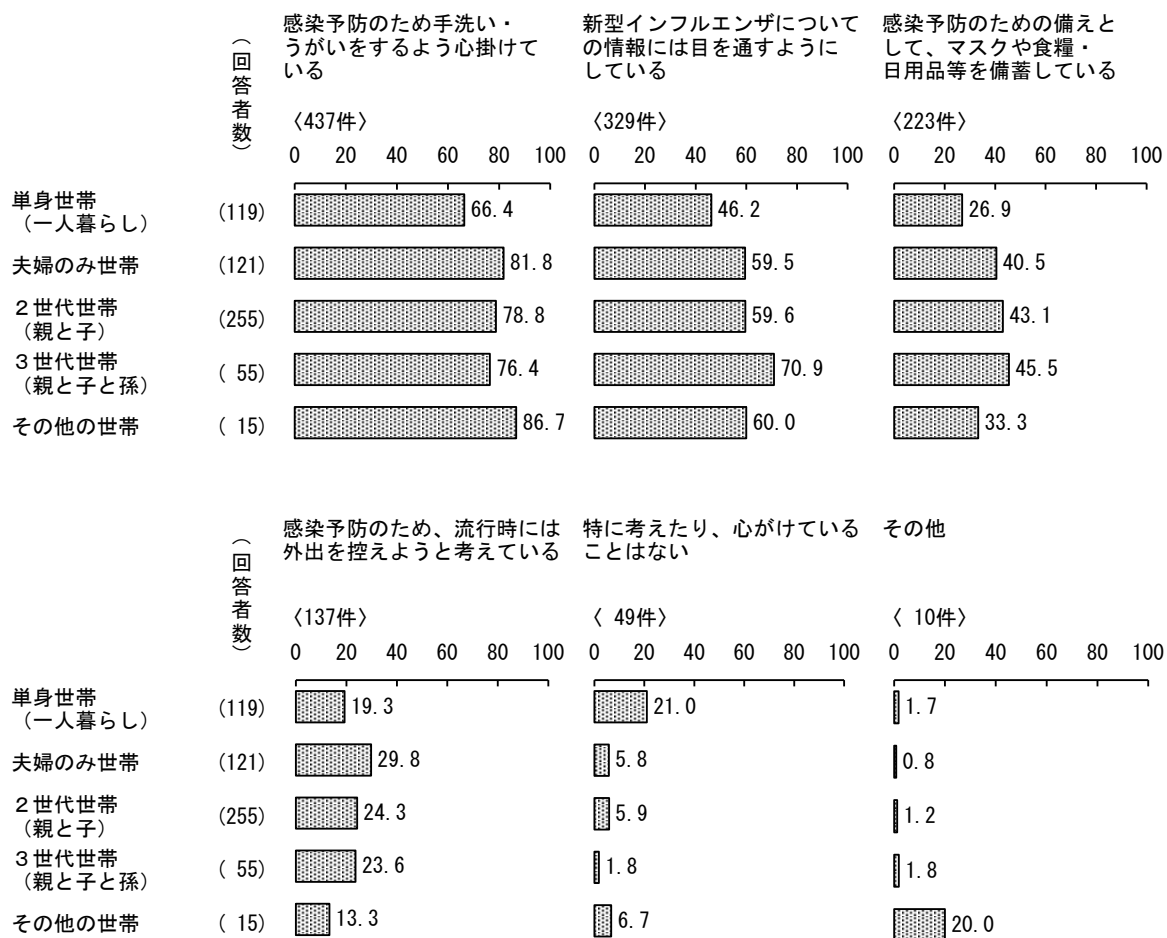 感染予防のため手洗い・
うがいをするよう心掛けて
いる
新型インフルエンザについて
の情報には目を通すように
している
感染予防のための備えと
して、マスクや食糧・
日用品等を備蓄している
（回答者数）
〈437件〉
〈329件〉
〈223件〉
0 20 40 60 80 100
0 20 40 60 80 100
0 20 40 60 80 100
単身世帯
（一人暮らし）
(119) 66.4 46.2 26.9
夫婦のみ世帯 (121) 81.8 59.5 40.5
２世代世帯
（親と子）
(255) 78.8 59.6 43.1
３世代世帯
（親と子と孫）
( 55) 76.4 70.9 45.5
その他の世帯 ( 15) 86.7 60.0 33.3
感染予防のため、流行時には
外出を控えようと考えている
特に考えたり、心がけている
ことはない
その他
（回答者数）
〈137件〉
〈 49件〉
〈 10件〉
0 20 40 60 80 100
0 20 40 60 80 100
0 20 40 60 80 100
単身世帯
（一人暮らし）
(119) 19.3 21.0 1.7
夫婦のみ世帯 (121) 29.8 5.8 0.8
２世代世帯
（親と子）
(255) 24.3 5.9 1.2
３世代世帯
（親と子と孫）
( 55) 23.6 1.8 1.8
その他の世帯 ( 15) 13.3 6.7 20.0